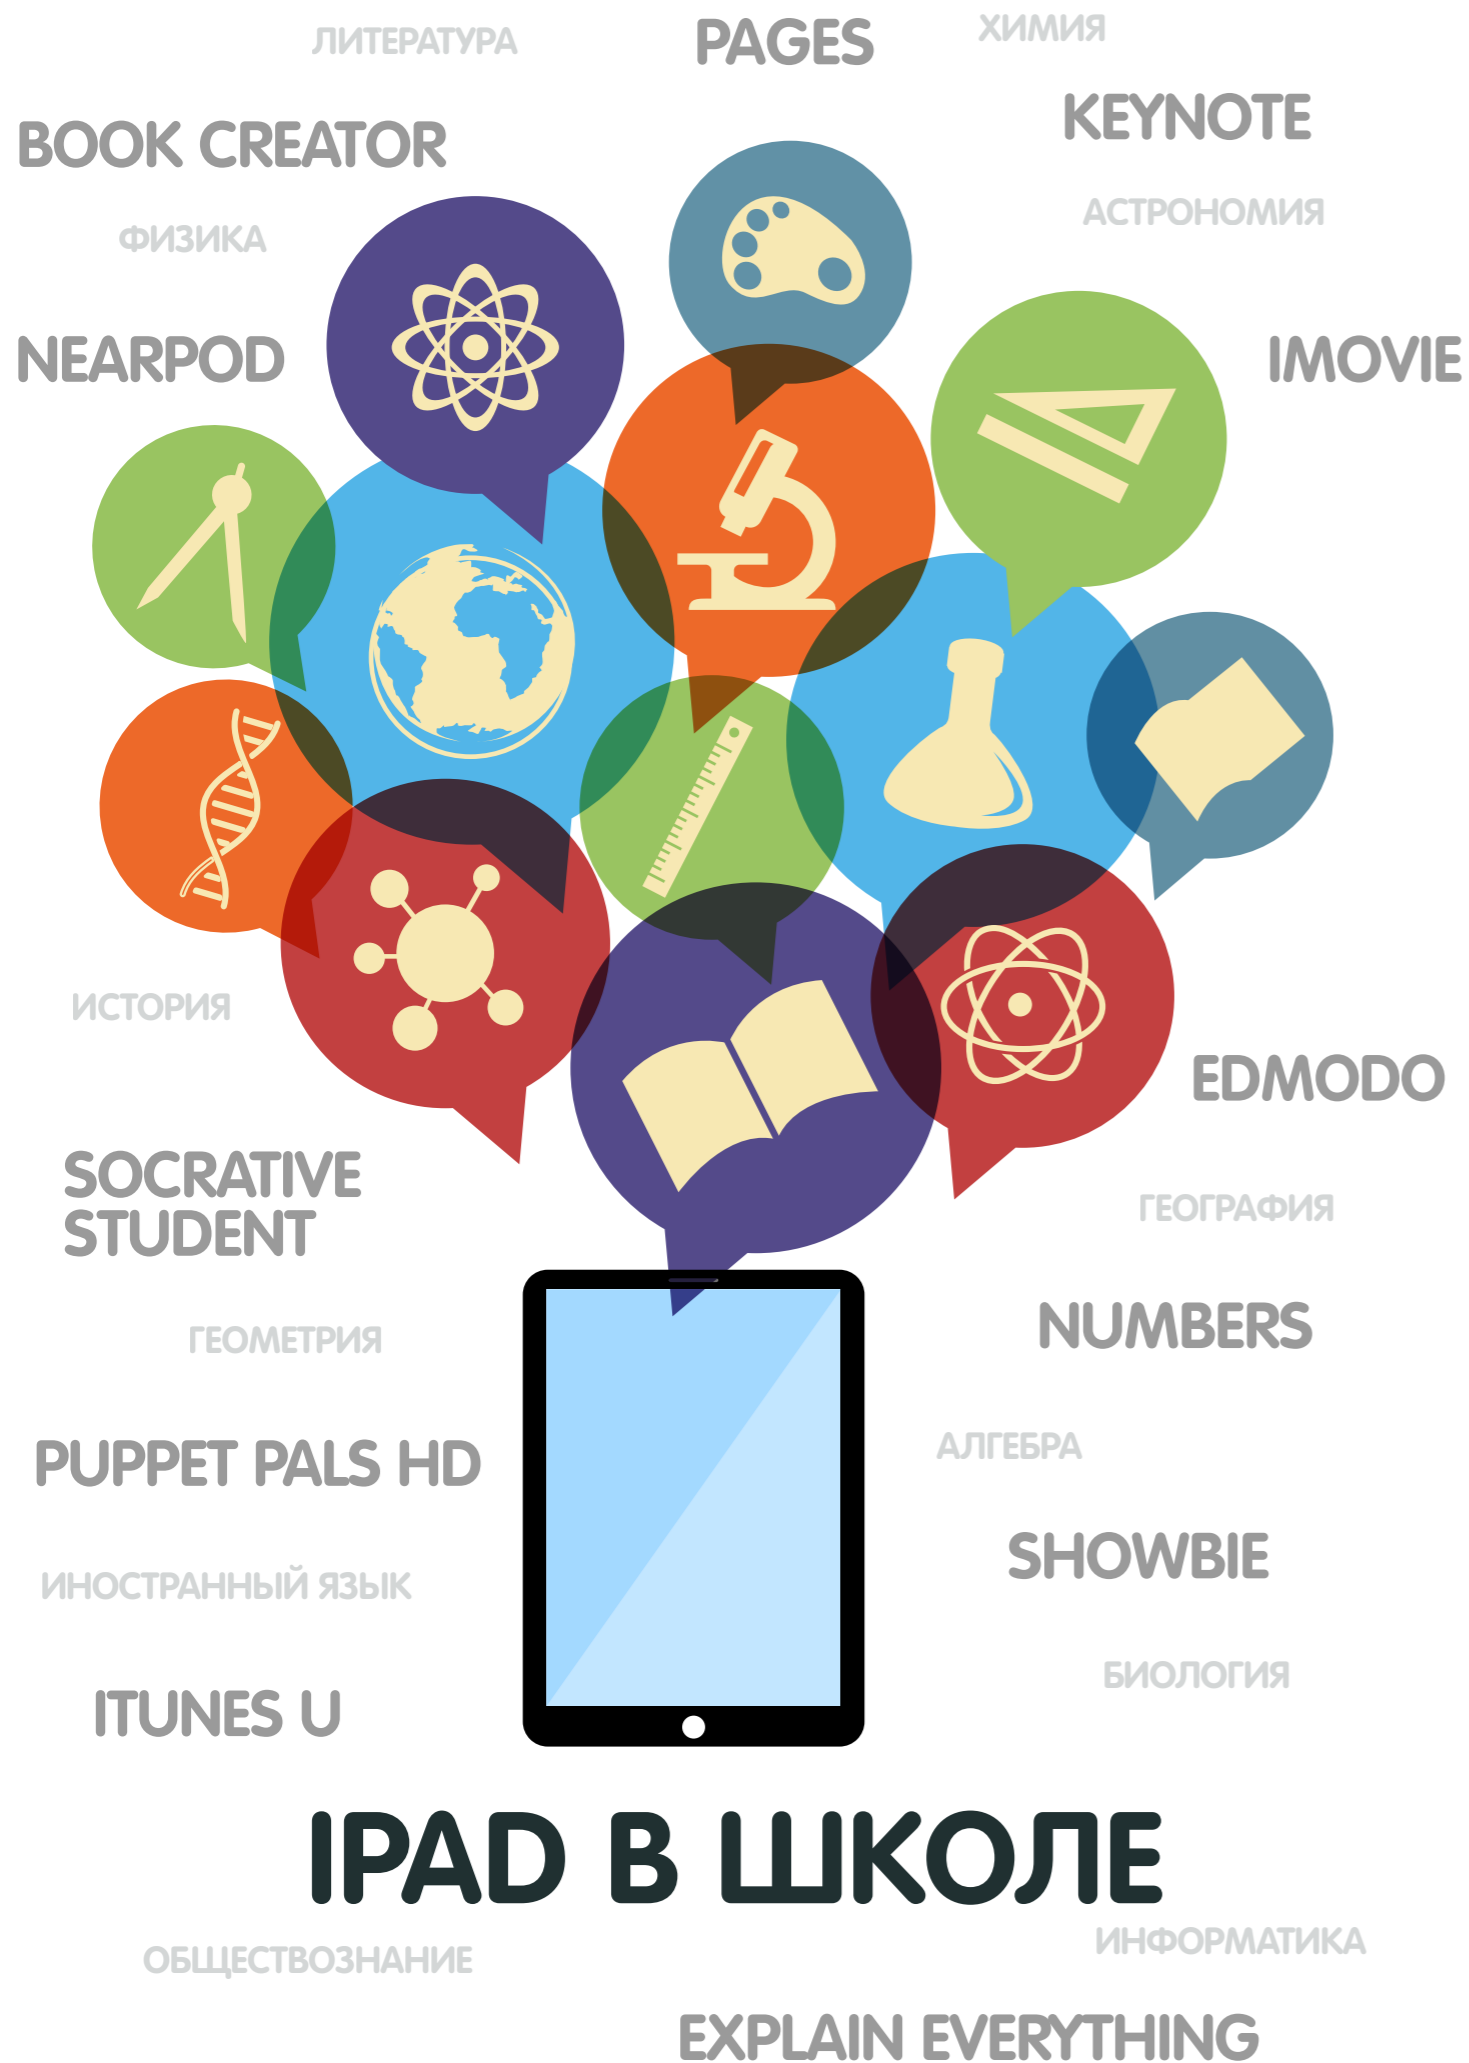 ЛИТЕРАТУРА
PAGES
ХИМИЯ
KEYNOTE
BOOK CREATOR
АСТРОНОМИЯ
ФИЗИКА
NEARPOD
IMOVIE
ИСТОРИЯ
EDMODO
SOCRATIVE
STUDENT
ГЕОГРАФИЯ
NUMBERS
ГЕОМЕТРИЯ
АЛГЕБРА
PUPPET PALS HD
SHOWBIE
ИНОСТРАННЫЙ ЯЗЫК
БИОЛОГИЯ
ITUNES U
IPAD В ШКОЛЕ
ИНФОРМАТИКА
ОБЩЕСТВОЗНАНИЕ
EXPLAIN EVERYTHING